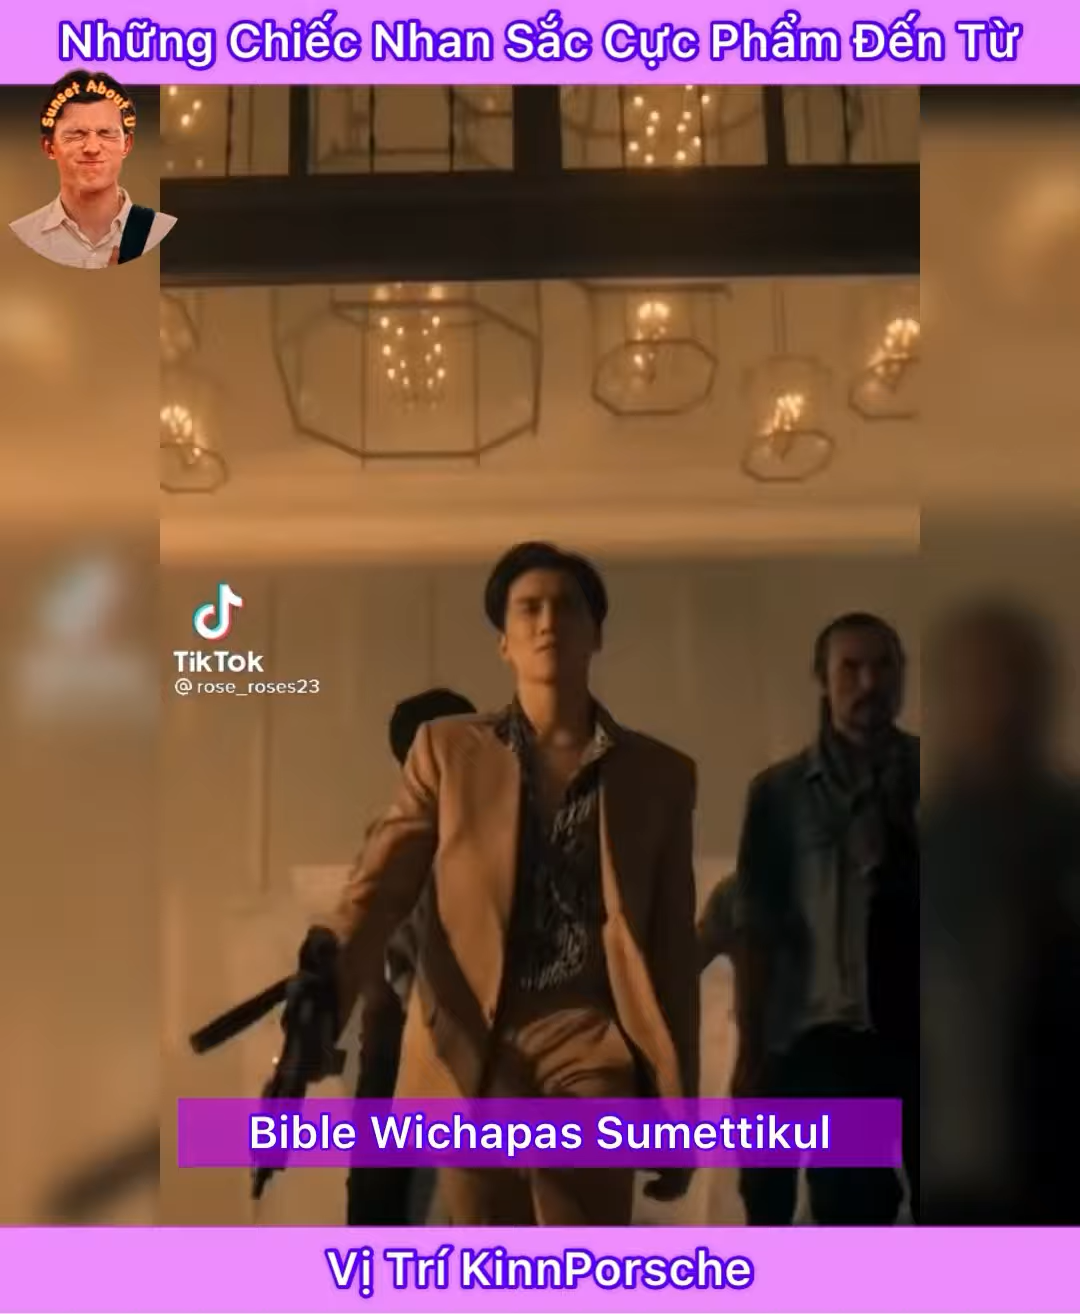 Những Chiếc Nhan Sắc Cực Phẩm Đến Từ
Sunset About U
TikTok
@rose_roses23
Bible Wichapas Sumettikul
Vị Trí KinnPorsche